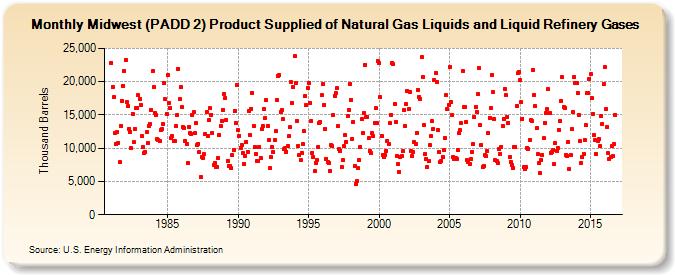 Monthly Midwest (PADD 2) Product Supplied of Natural Gas Liquids and Liquid Refinery Gases
Thousand Barrels
25,000
20,000
15,000
10,000
5,000
0
1985 1990 1995 2000 2005 2010 2015
Source: U.S. Energy Information Administration